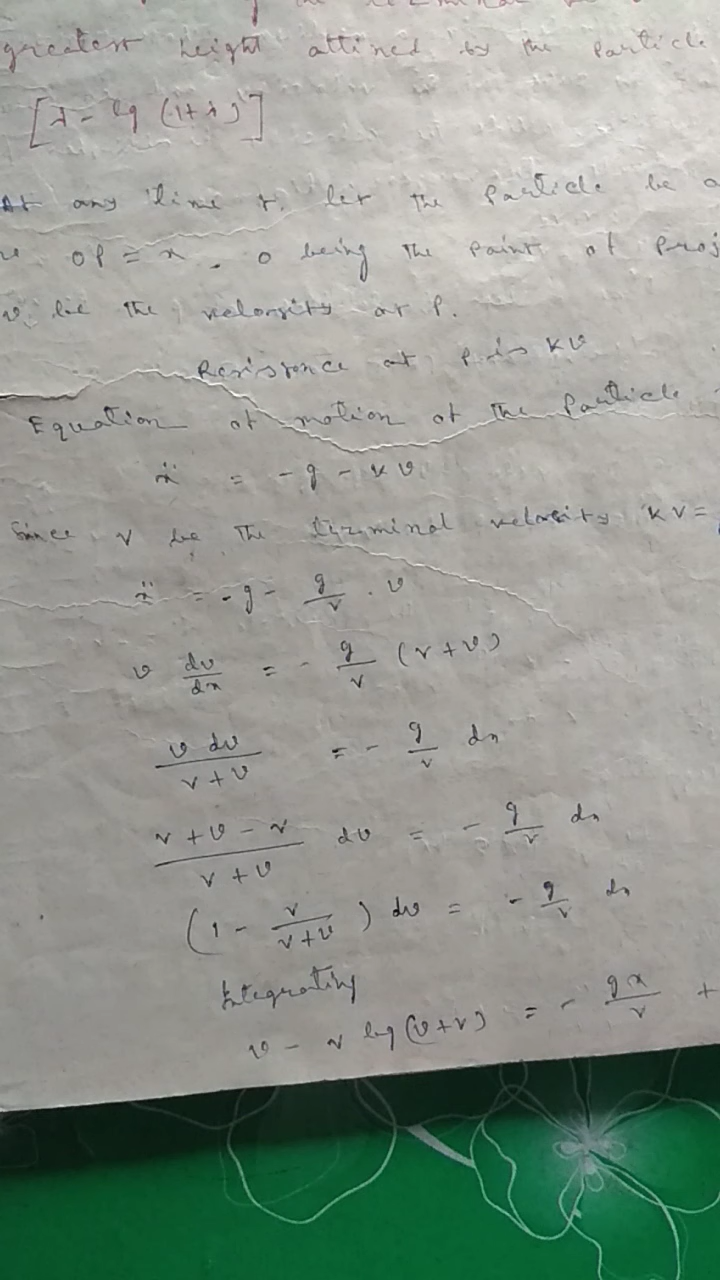 greatest height attined by the particle
[λ - log (1+λ)]
At any time t, let the particle be a
OP = x . O being the point of Proj
v, be the velocity at P.
Resistence at P is kv
Equation of motion of the Particle
ẍ = -g - kv
Since V be the terminal velocity kV =
ẍ = -g - g/V . v
v dv/dx = - g/V (V+v)
v dv/V+v = - g/V dx
V+v-V/V+v dv = - g/V dx
(1 - V/V+v) dv = - g/V dx
Integrating
v - V log (v+V) = - gx/V +